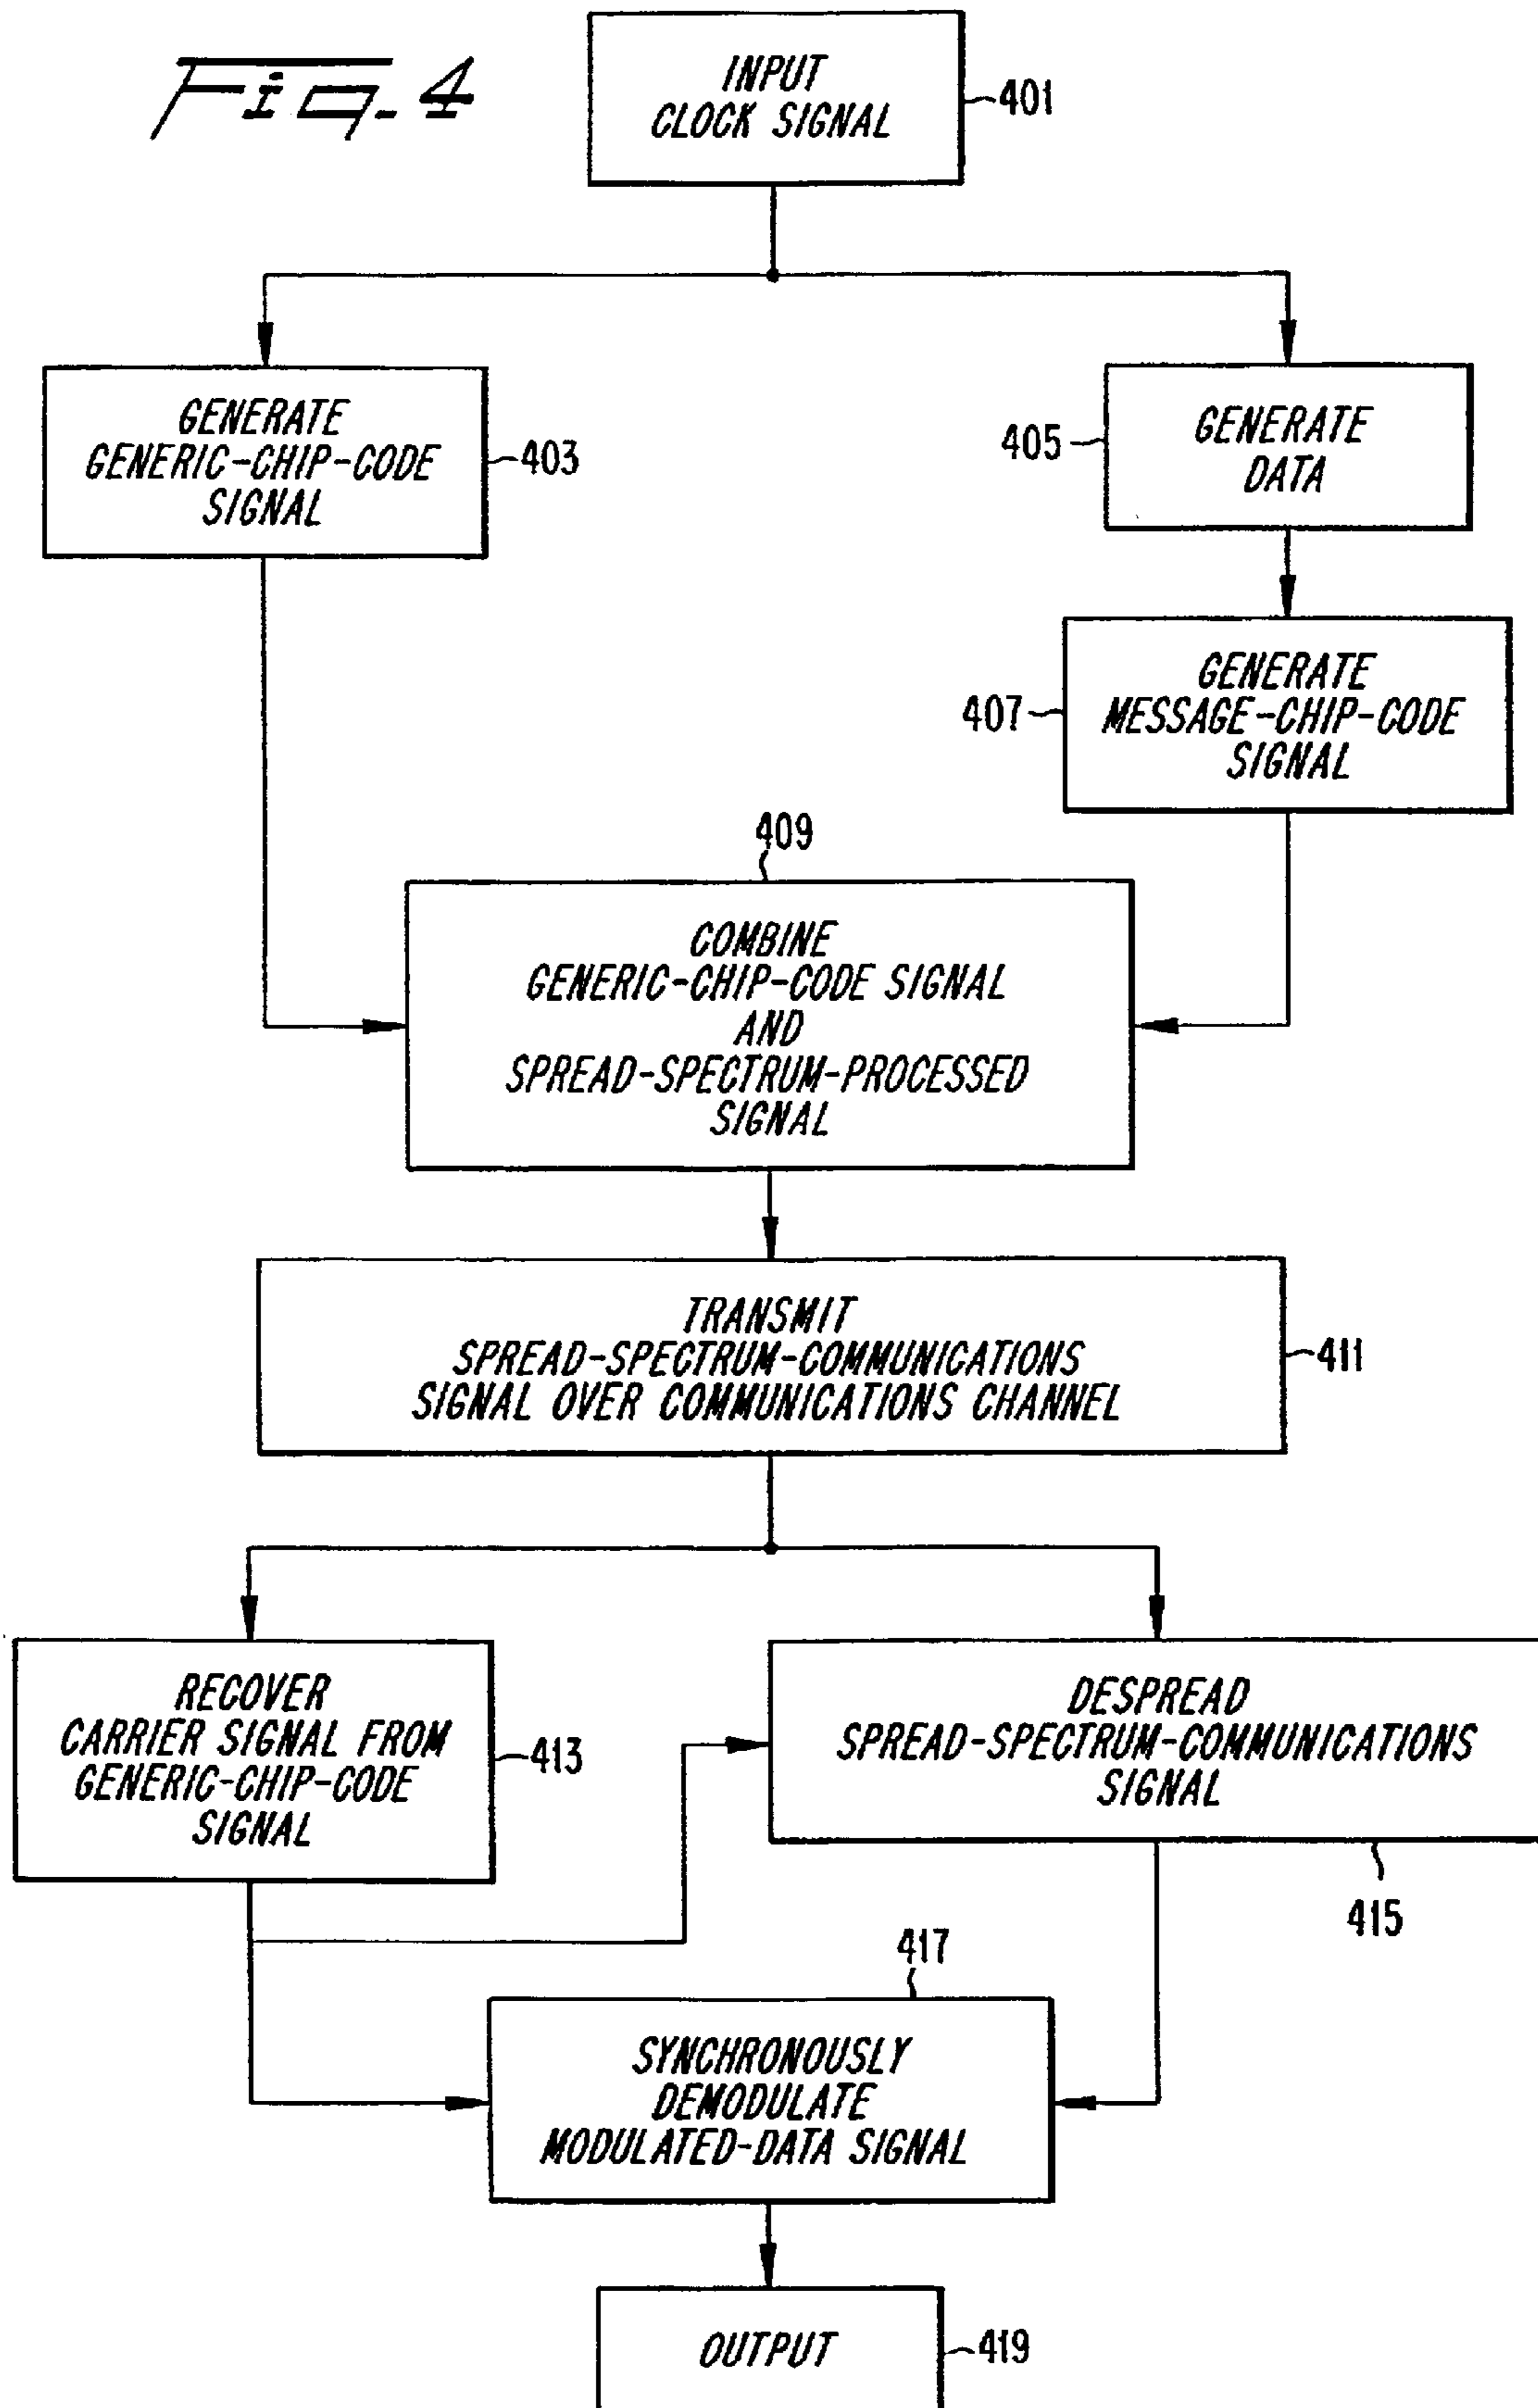 Fig. 4
INPUT
CLOCK SIGNAL
401
GENERATE
GENERIC-CHIP-CODE
SIGNAL
403
405
GENERATE
DATA
407
GENERATE
MESSAGE-CHIP-CODE
SIGNAL
409
COMBINE
GENERIC-CHIP-CODE SIGNAL
AND
SPREAD-SPECTRUM-PROCESSED
SIGNAL
TRANSMIT
SPREAD-SPECTRUM-COMMUNICATIONS
SIGNAL OVER COMMUNICATIONS CHANNEL
411
RECOVER
CARRIER SIGNAL FROM
GENERIC-CHIP-CODE
SIGNAL
413
DESPREAD
SPREAD-SPECTRUM-COMMUNICATIONS
SIGNAL
415
417
SYNCHRONOUSLY
DEMODULATE
MODULATED-DATA SIGNAL
OUTPUT
419